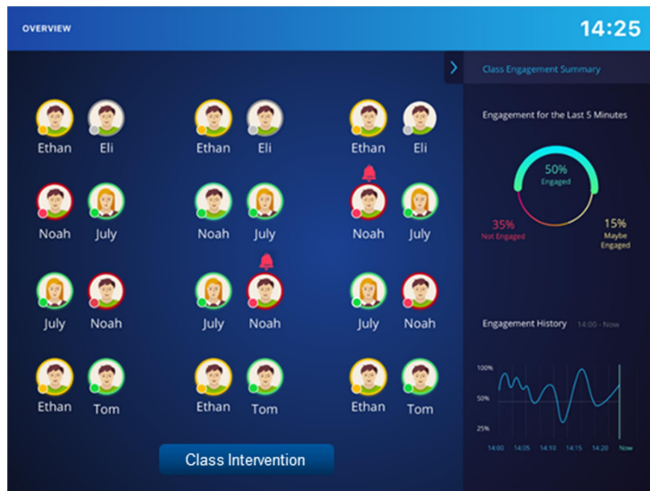 OVERVIEW
14:25
Ethan Eli Ethan Eli Ethan Eli
Noah July Noah July Noah July
July Noah July Noah July Noah
Ethan Tom Ethan Tom Ethan Tom
Class Intervention
Class Engagement Summary
Engagement for the Last 5 Minutes
50%
Engaged
35%
Not Engaged
15%
Maybe
Engaged
Engagement History 14:00 - Now
100%
50%
25%
14:00 14:05 14:10 14:15 14:20 Now